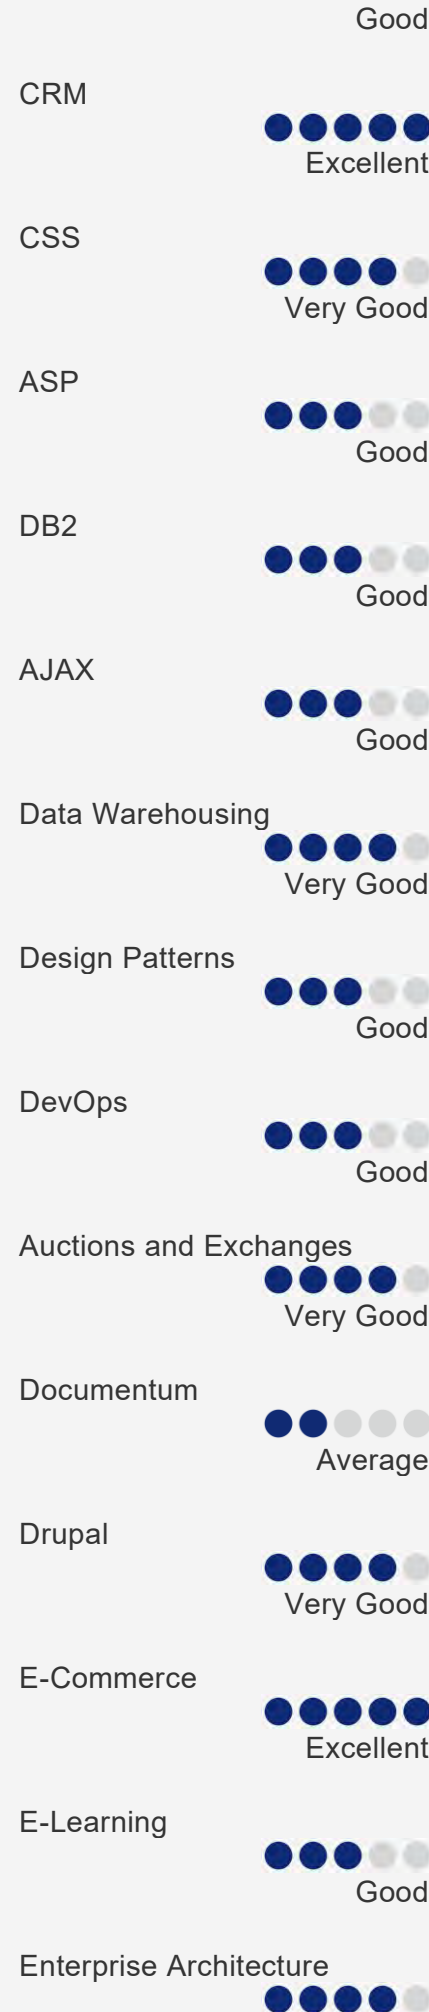 Good
CRM
Excellent
CSS
Very Good
ASP
Good
DB2
Good
AJAX
Good
Data Warehousing
Very Good
Design Patterns
Good
DevOps
Good
Auctions and Exchanges
Very Good
Documentum
Average
Drupal
Very Good
E-Commerce
Excellent
E-Learning
Good
Enterprise Architecture